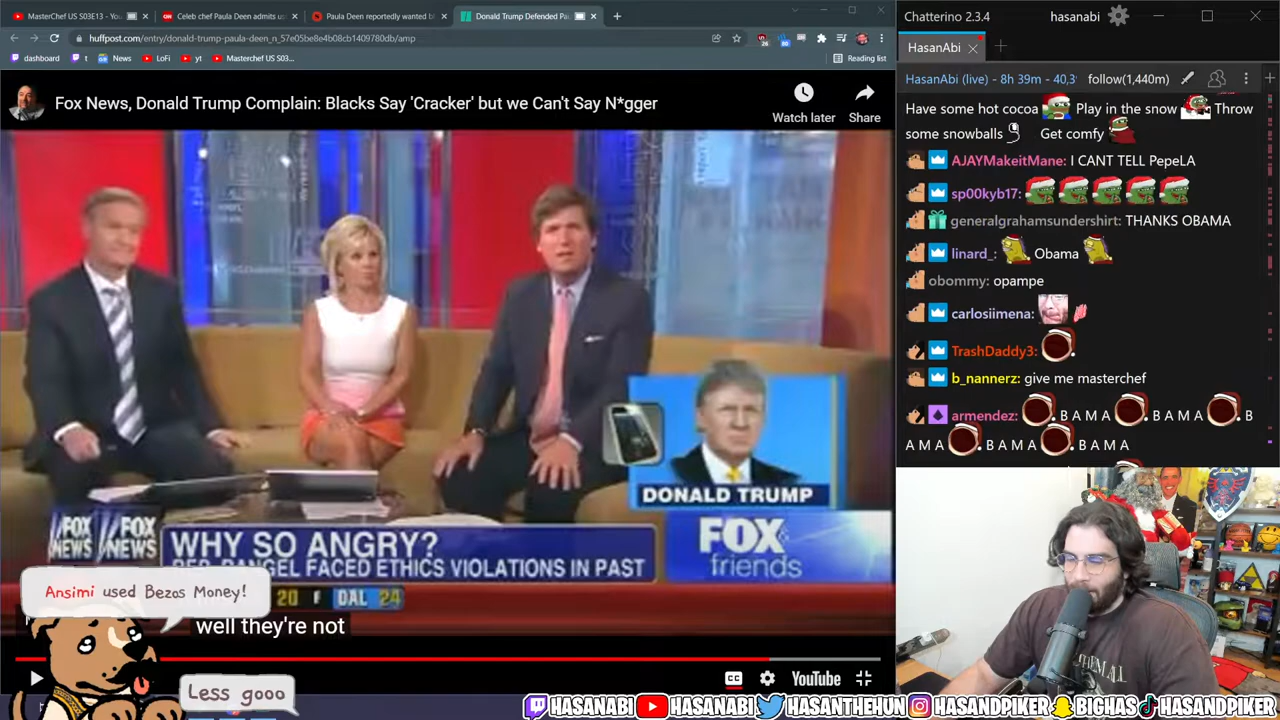 MasterChef US S03E13 - V
Celeb chef Paula Deen admits us
Paula Deen reportedly wanted bl
Donald Trump Defended Pau
huffpost.com/entry/donald-trump-paula-deen_n_57e05be8e4b08cb1409780db/amp
dashboard
t
News
LoFi
yt
Masterchef US S03...
Reading list
Fox News, Donald Trump Complain: Blacks Say 'Cracker' but we Can't Say N*gger
Watch later
Share
DONALD TRUMP
FOX NEWS
FOX NEWS
WHY SO ANGRY?
REP. RANGEL FACED ETHICS VIOLATIONS IN PAST
FOX
friends
20 F DAL 24
Ansimi used Bezos Money!
well they're not
Less gooo
YouTube
Chatterino 2.3.4
hasanabi
HasanAbi
HasanAbi (live) - 8h 39m - 40,3
follow(1,440m)
Have some hot cocoa Play in the snow Throw
some snowballs Get comfy
AJAYMakeitMane: I CANT TELL PepeLA
sp00kyb17:
generalgrahamsundershirt: THANKS OBAMA
linard_: Obama
obommy: opampe
carlosiimena:
TrashDaddy3:
b_nannerz: give me masterchef
armendez: B A M A B A M A B
A M A B A M A B A M A
HASANABI HASANABI HASANTHEHUN HASANDPIKER BIGHAS HASANDPIKER